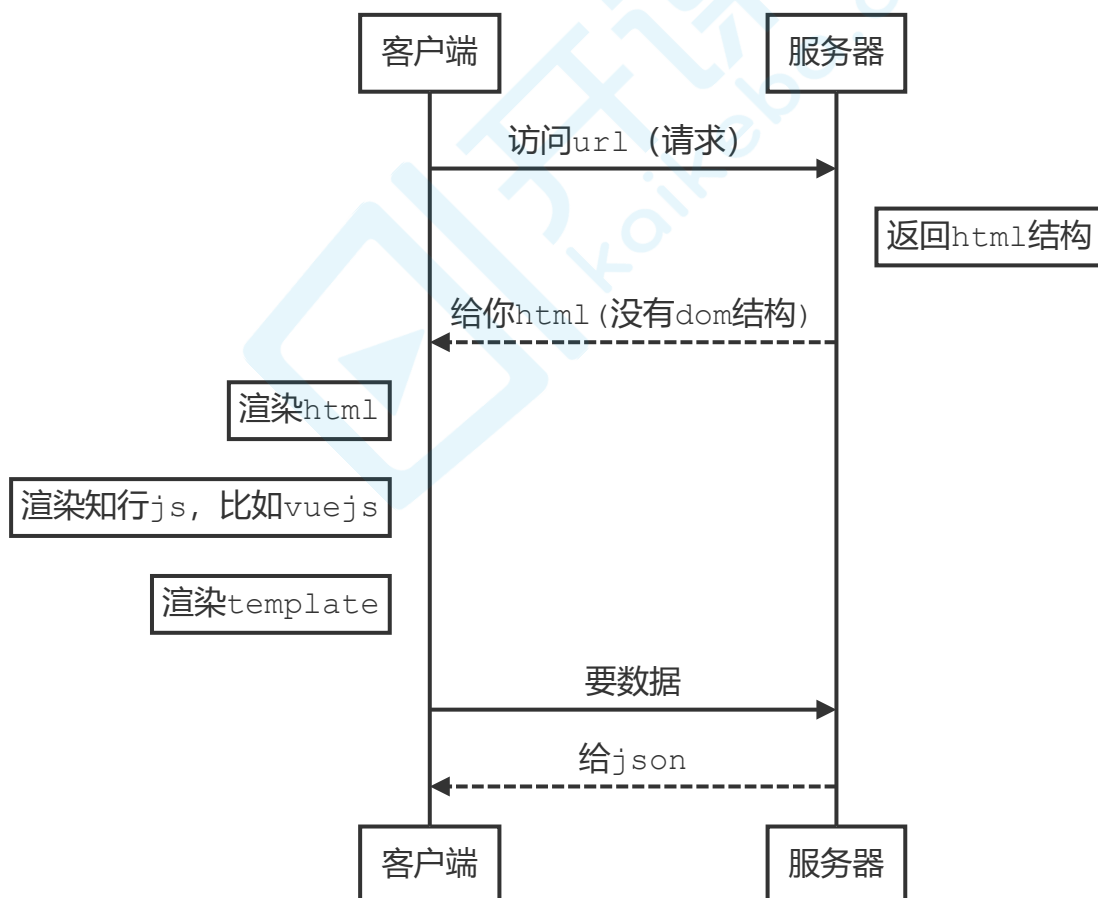 客户端
服务器
访问url（请求）
返回html结构
给你html(没有dom结构)
渲染html
渲染知行js，比如vuejs
渲染template
要数据
给json
客户端
服务器
开课
kaikeba.